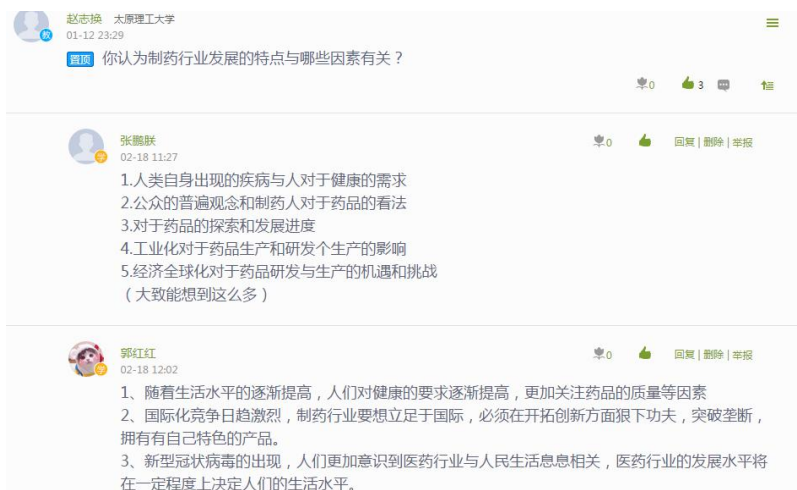 赵志换 太原理工大学
教
01-12 23:29
置顶 你认为制药行业发展的特点与哪些因素有关？
0 3
张鹏朕
0 回复 | 删除 | 举报
学
02-18 11:27
1.人类自身出现的疾病与人对于健康的需求
2.公众的普遍观念和制药人对于药品的看法
3.对于药品的探索和发展进度
4.工业化对于药品生产和研发个生产的影响
5.经济全球化对于药品研发与生产的机遇和挑战
（大致能想到这么多）
郭红红
0 回复 | 删除 | 举报
学
02-18 12:02
1、随着生活水平的逐渐提高，人们对健康的要求逐渐提高，更加关注药品的质量等因素
2、国际化竞争日趋激烈，制药行业要想立足于国际，必须在开拓创新方面狠下功夫，突破垄断，
拥有有自己特色的产品。
3、新型冠状病毒的出现，人们更加意识到医药行业与人民生活息息相关，医药行业的发展水平将
在一定程度上决定人们的生活水平。